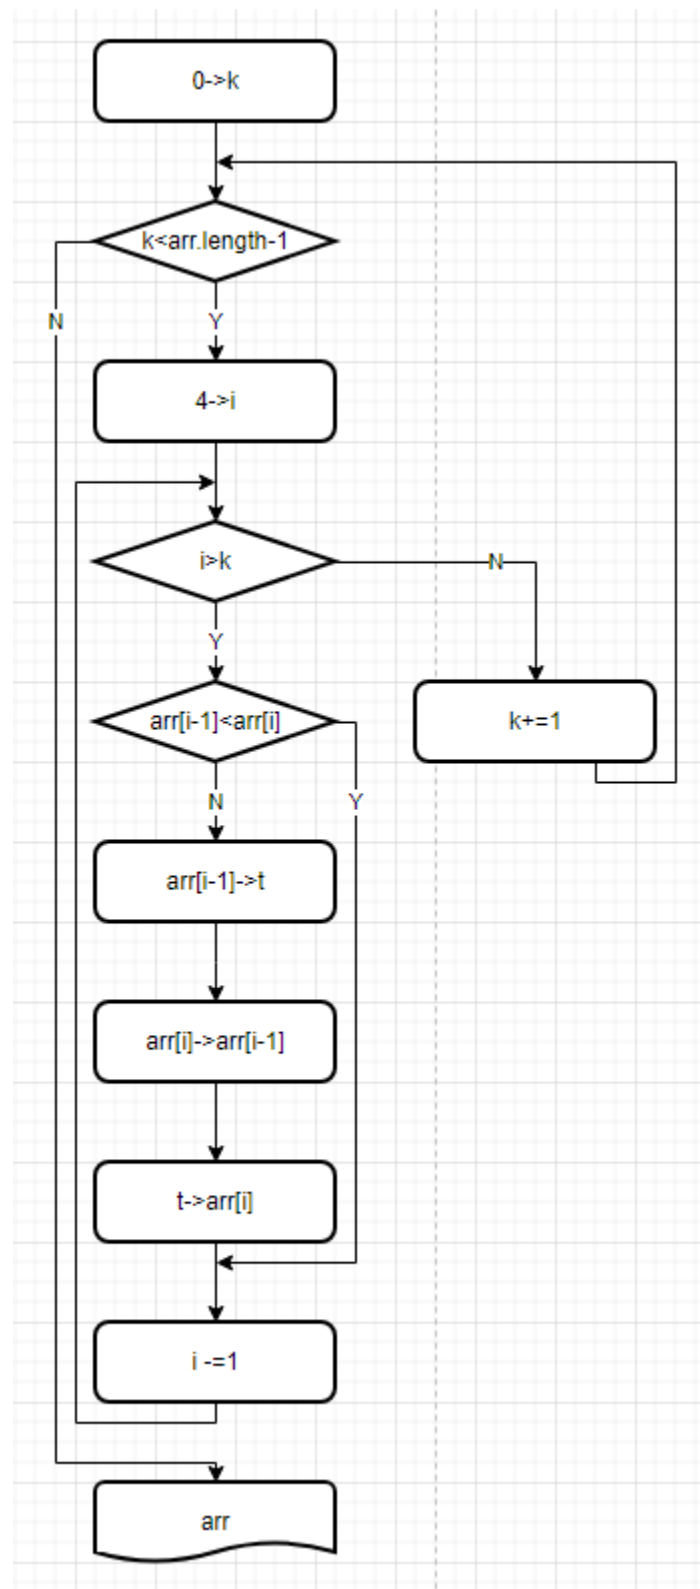 0->k
k<arr.length-1
N
Y
4->i
i>k
N
Y
arr[i-1]<arr[i]
k+=1
N
Y
arr[i-1]->t
arr[i]->arr[i-1]
t->arr[i]
i -=1
arr